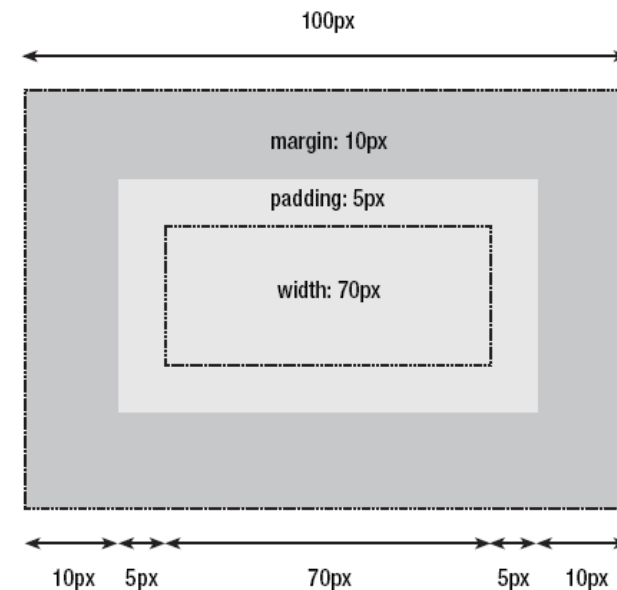 100px
margin: 10px
padding: 5px
width: 70px
10px 5px 70px 5px 10px